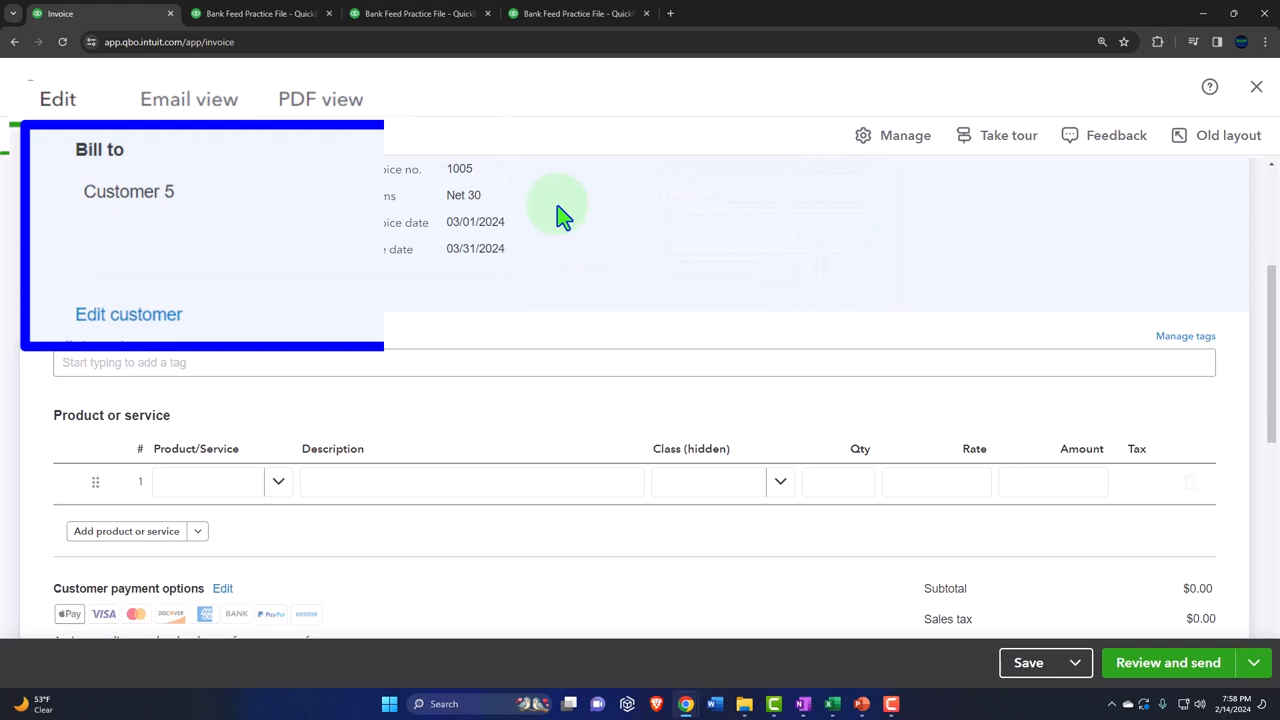 Invoice
Bank Feed Practice File - Quick
Bank Feed Practice File - Quick
Bank Feed Practice File - Quick
app.qbo.intuit.com/app/invoice
Edit Email view PDF view
Manage Take tour Feedback Old layout
Bill to
Customer 5
Edit customer
oice no. 1005
ms Net 30
oice date 03/01/2024
e date 03/31/2024
Manage tags
Start typing to add a tag
Product or service
# Product/Service Description Class (hidden) Qty Rate Amount Tax
1
Add product or service
Customer payment options Edit
Subtotal $0.00
Pay VISA DISCOVER BANK PayPal venmo
Sales tax $0.00
Save Review and send
53°F
Clear
Search
7:58 PM
2/14/2024